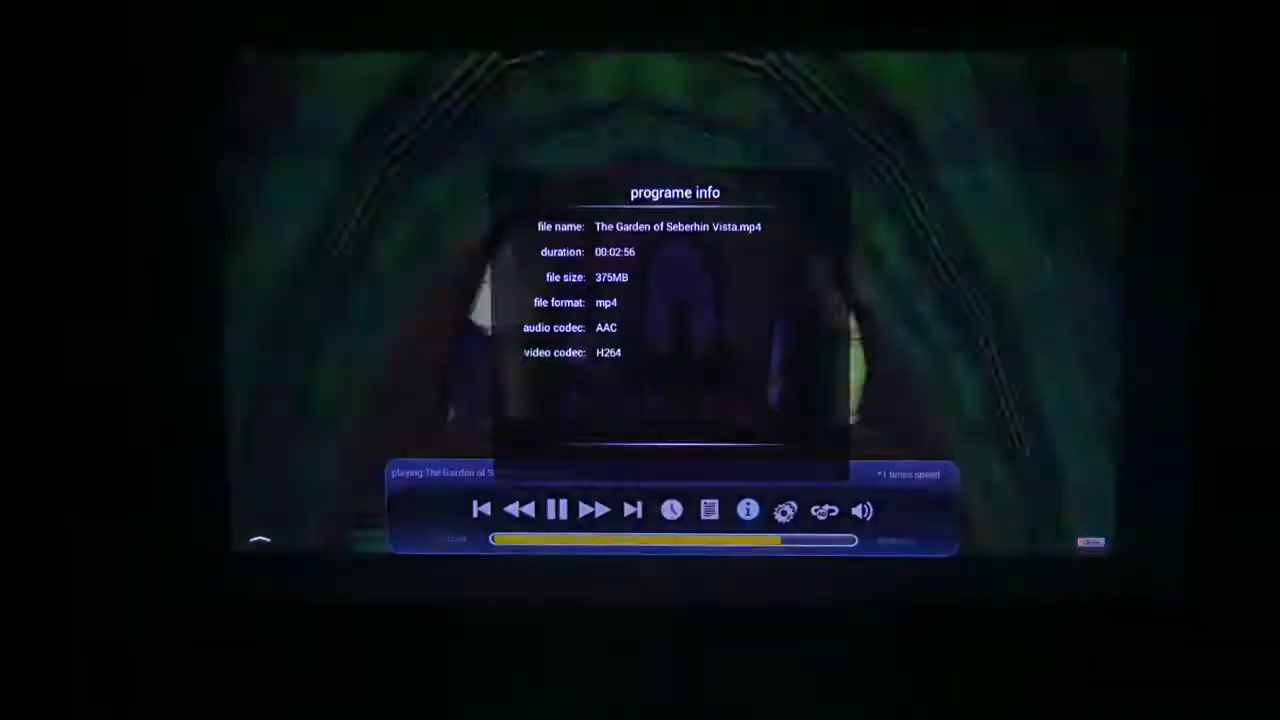 programe info
file name: The Garden of Seberhin Vista.mp4
duration: 00:02:56
file size: 375MB
file format: mp4
audio codec: AAC
video codec: H264
playing:The Garden of S
*1 times speed